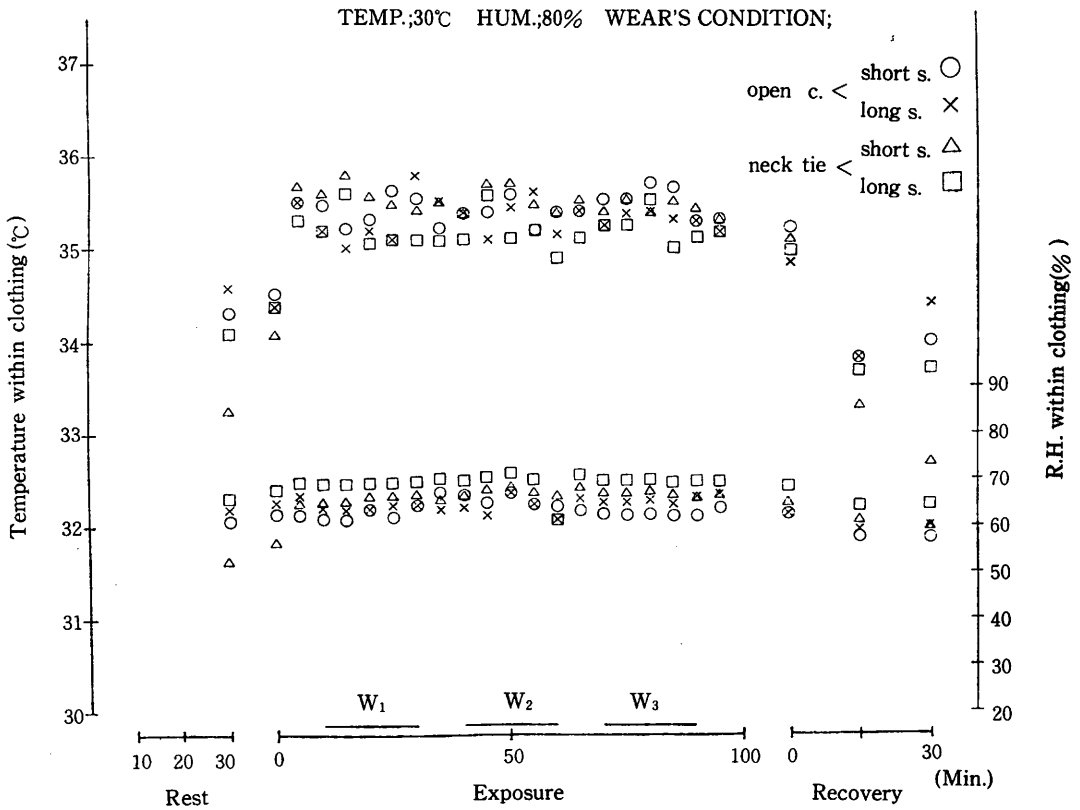 TEMP.;30℃ HUM.;80% WEAR'S CONDITION;
open c. < short s. ○
long s. ×
neck tie < short s. △
long s. □
Temperature within clothing (℃)
37
36
35
34
33
32
31
30
R.H. within clothing(%)
90
80
70
60
50
40
30
20
W1 W2 W3
10 20 30 0 50 100 0 30
(Min.)
Rest Exposure Recovery